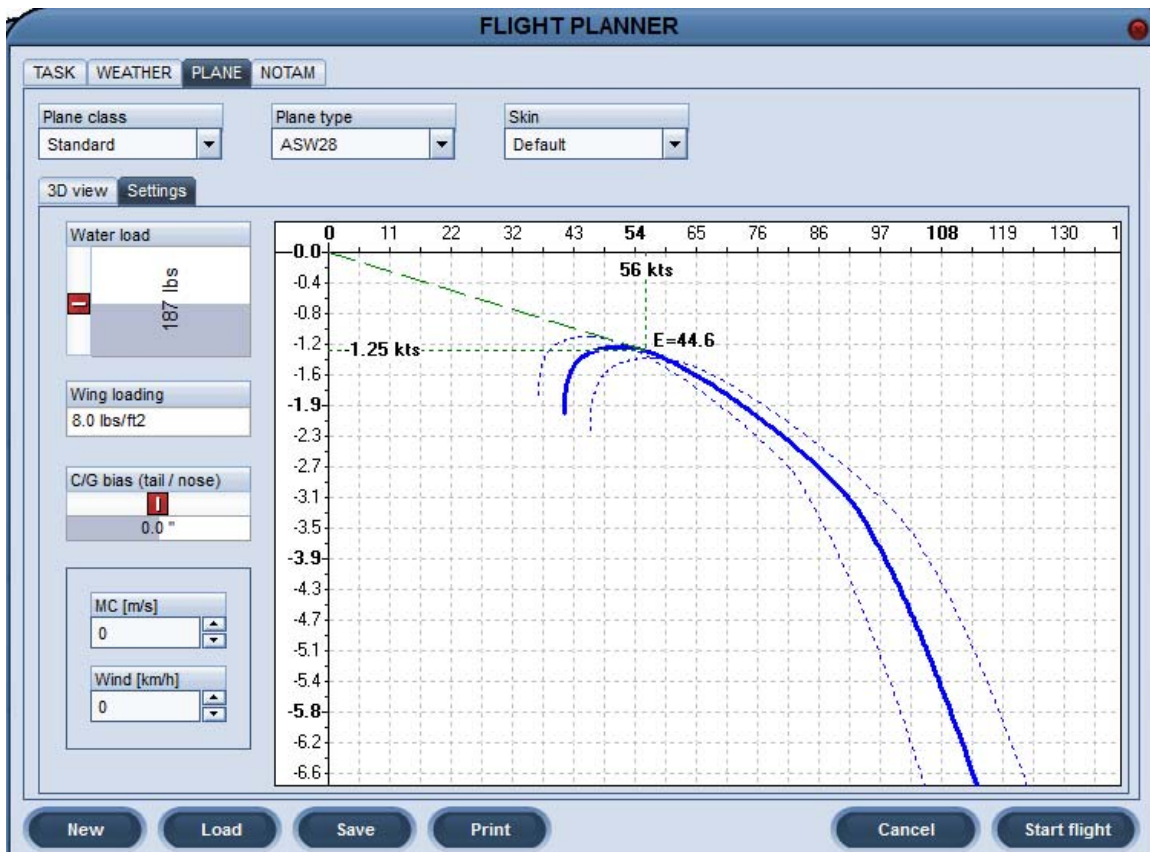 FLIGHT PLANNER
TASK WEATHER PLANE NOTAM
Plane class Plane type Skin
Standard ASW28 Default
3D view Settings
Water load
187 lbs
Wing loading
8.0 lbs/ft2
C/G bias (tail / nose)
0.0 "
MC [m/s]
0
Wind [km/h]
0
0 11 22 32 43 54 65 76 86 97 108 119 130 1
-0.0
-0.4
-0.8
-1.2
-1.6
-1.9
-2.3
-2.7
-3.1
-3.5
-3.9
-4.3
-4.7
-5.1
-5.4
-5.8
-6.2
-6.6
56 kts
E=44.6
-1.25 kts
New Load Save Print Cancel Start flight